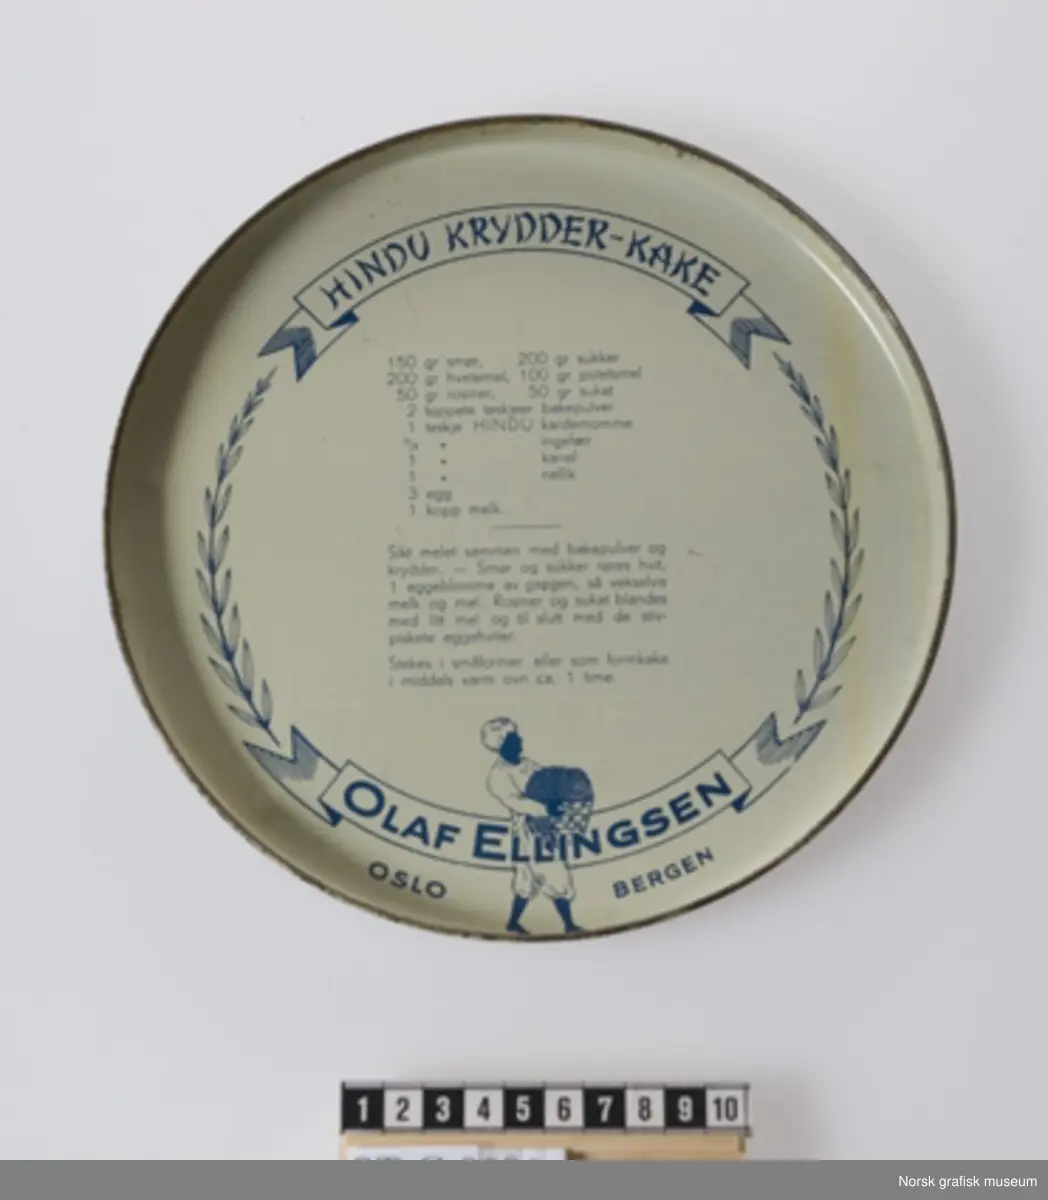 HINDU KRYDDER-KAKE
150 gr smør, 200 gr sukker
200 gr hvetemel, 100 gr potetsmel
50 gr rosiner, 50 gr sukat
2 toppete teskjeer bakepulver
1 teskje HINDU kardemomme
" ingefær
1 " kanel
1 " nellik
3 egg
1 kopp melk.
Sikt melet sammen med bakepulver og
krydder. — Smør og sukker røres hvit,
1 eggeblomme av gangen, så vekselvis
melk og mel. Rosiner og sukat blandes
med litt mel og til slutt med de stiv-
piskete eggehviter.
Stekes i småformer eller som formkake
i middels varm ovn ca. 1 time.
OLAF ELLINGSEN
OSLO BERGEN
1 2 3 4 5 6 7 8 9 10
Norsk grafisk museum